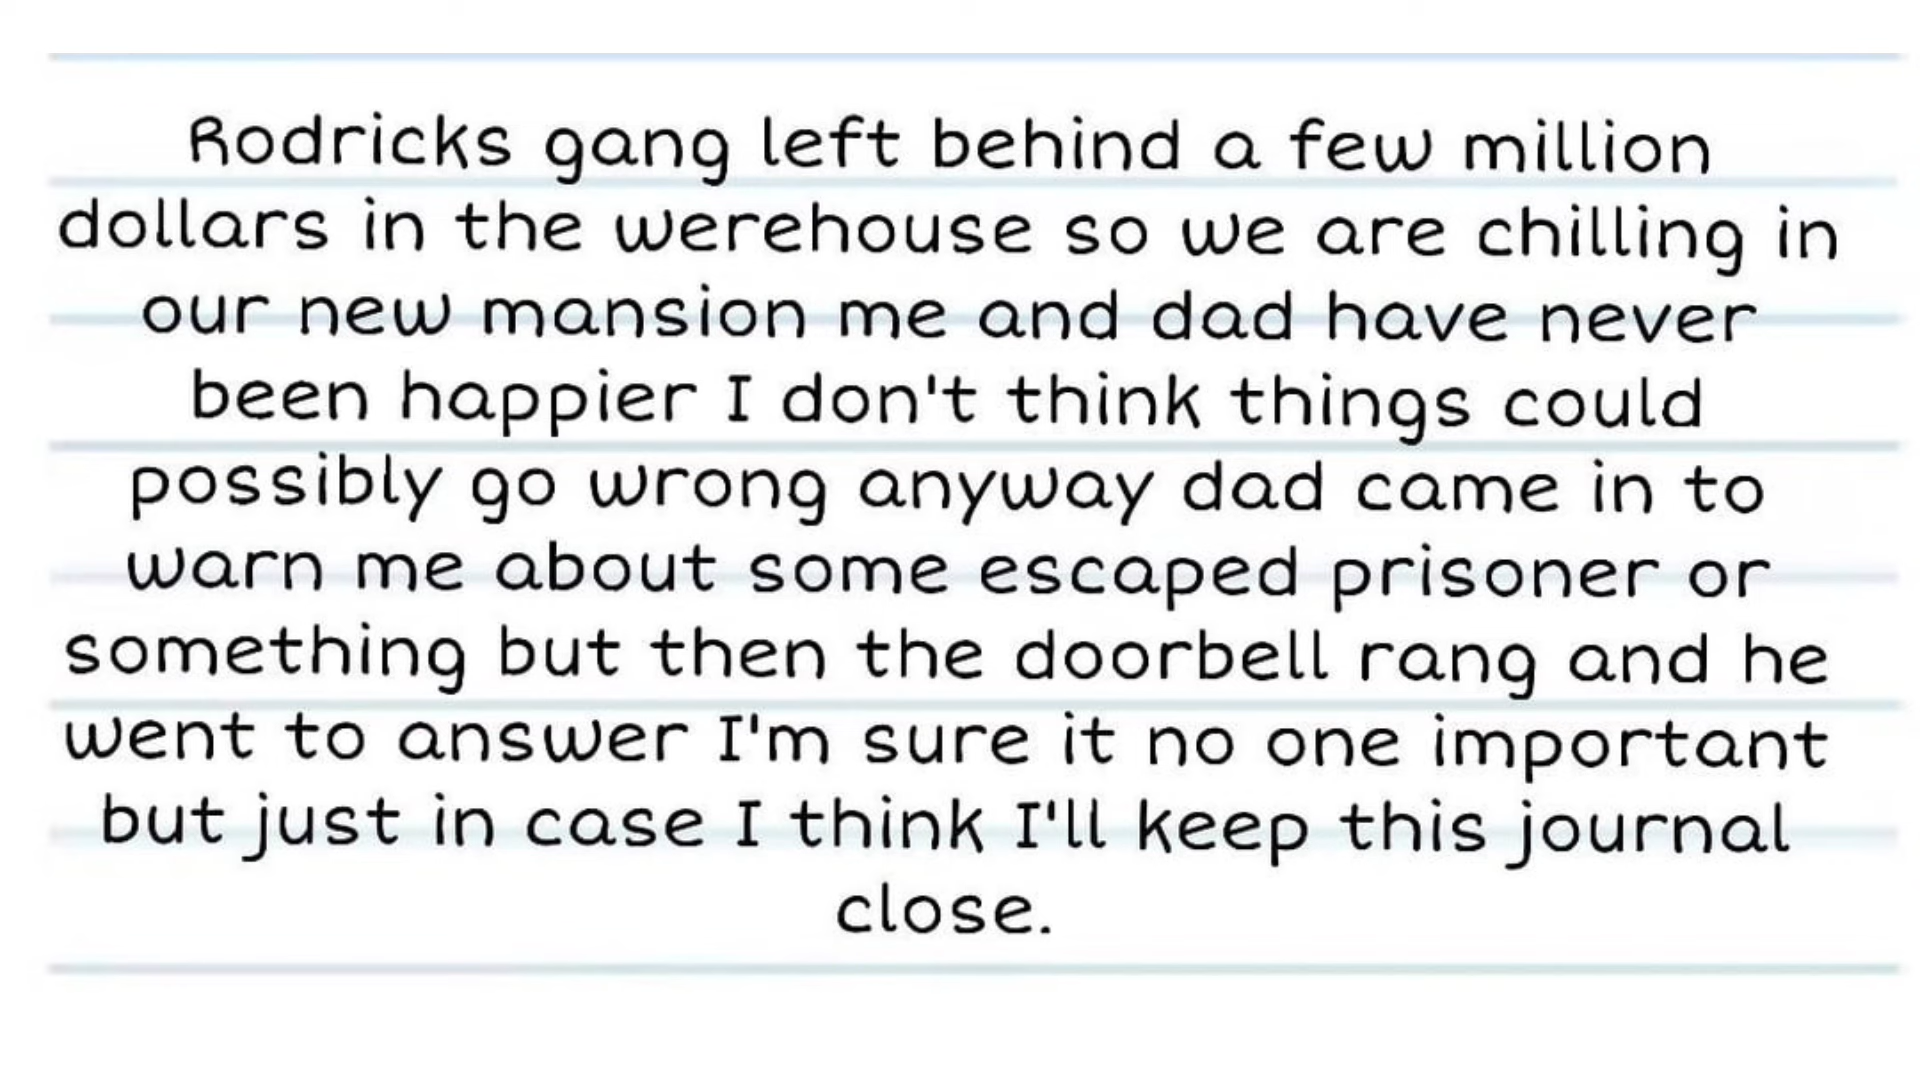 Rodricks gang left behind a few million
dollars in the werehouse so we are chilling in
our new mansion me and dad have never
been happier I don't think things could
possibly go wrong anyway dad came in to
warn me about some escaped prisoner or
something but then the doorbell rang and he
went to answer I'm sure it no one important
but just in case I think I'll keep this journal
close.